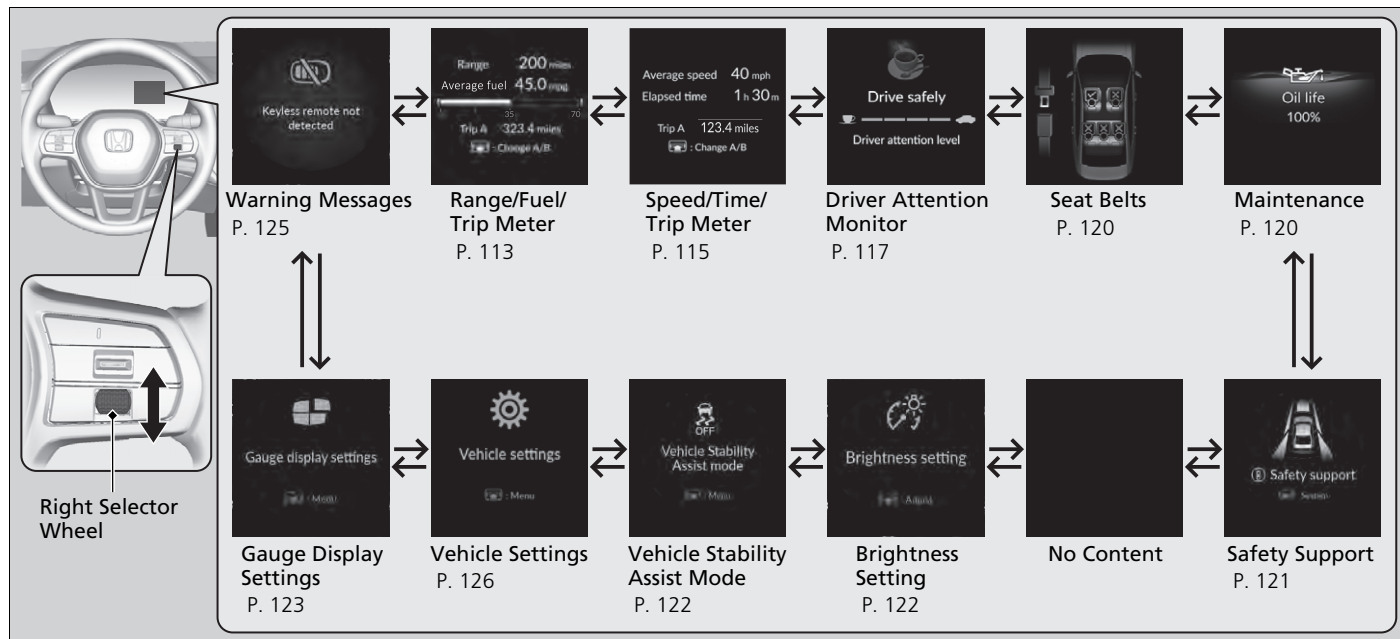 Keyless remote not
detected
Warning Messages
P. 125
Range 200 miles
Average fuel 45.0 mpg
35 70
Trip A 323.4 miles
: Change A/B
Range/Fuel/
Trip Meter
P. 113
Average speed 40 mph
Elapsed time 1 h 30 m
Trip A 123.4 miles
: Change A/B
Speed/Time/
Trip Meter
P. 115
Drive safely
Driver attention level
Driver Attention
Monitor
P. 117
Seat Belts
P. 120
Oil life
100%
Maintenance
P. 120
Right Selector
Wheel
Gauge display settings
: Menu
Gauge Display
Settings
P. 123
Vehicle settings
: Menu
Vehicle Settings
P. 126
OFF
Vehicle Stability
Assist mode
: Menu
Vehicle Stability
Assist Mode
P. 122
Brightness setting
: Adjust
Brightness
Setting
P. 122
No Content
Safety support
Safety Support
P. 121